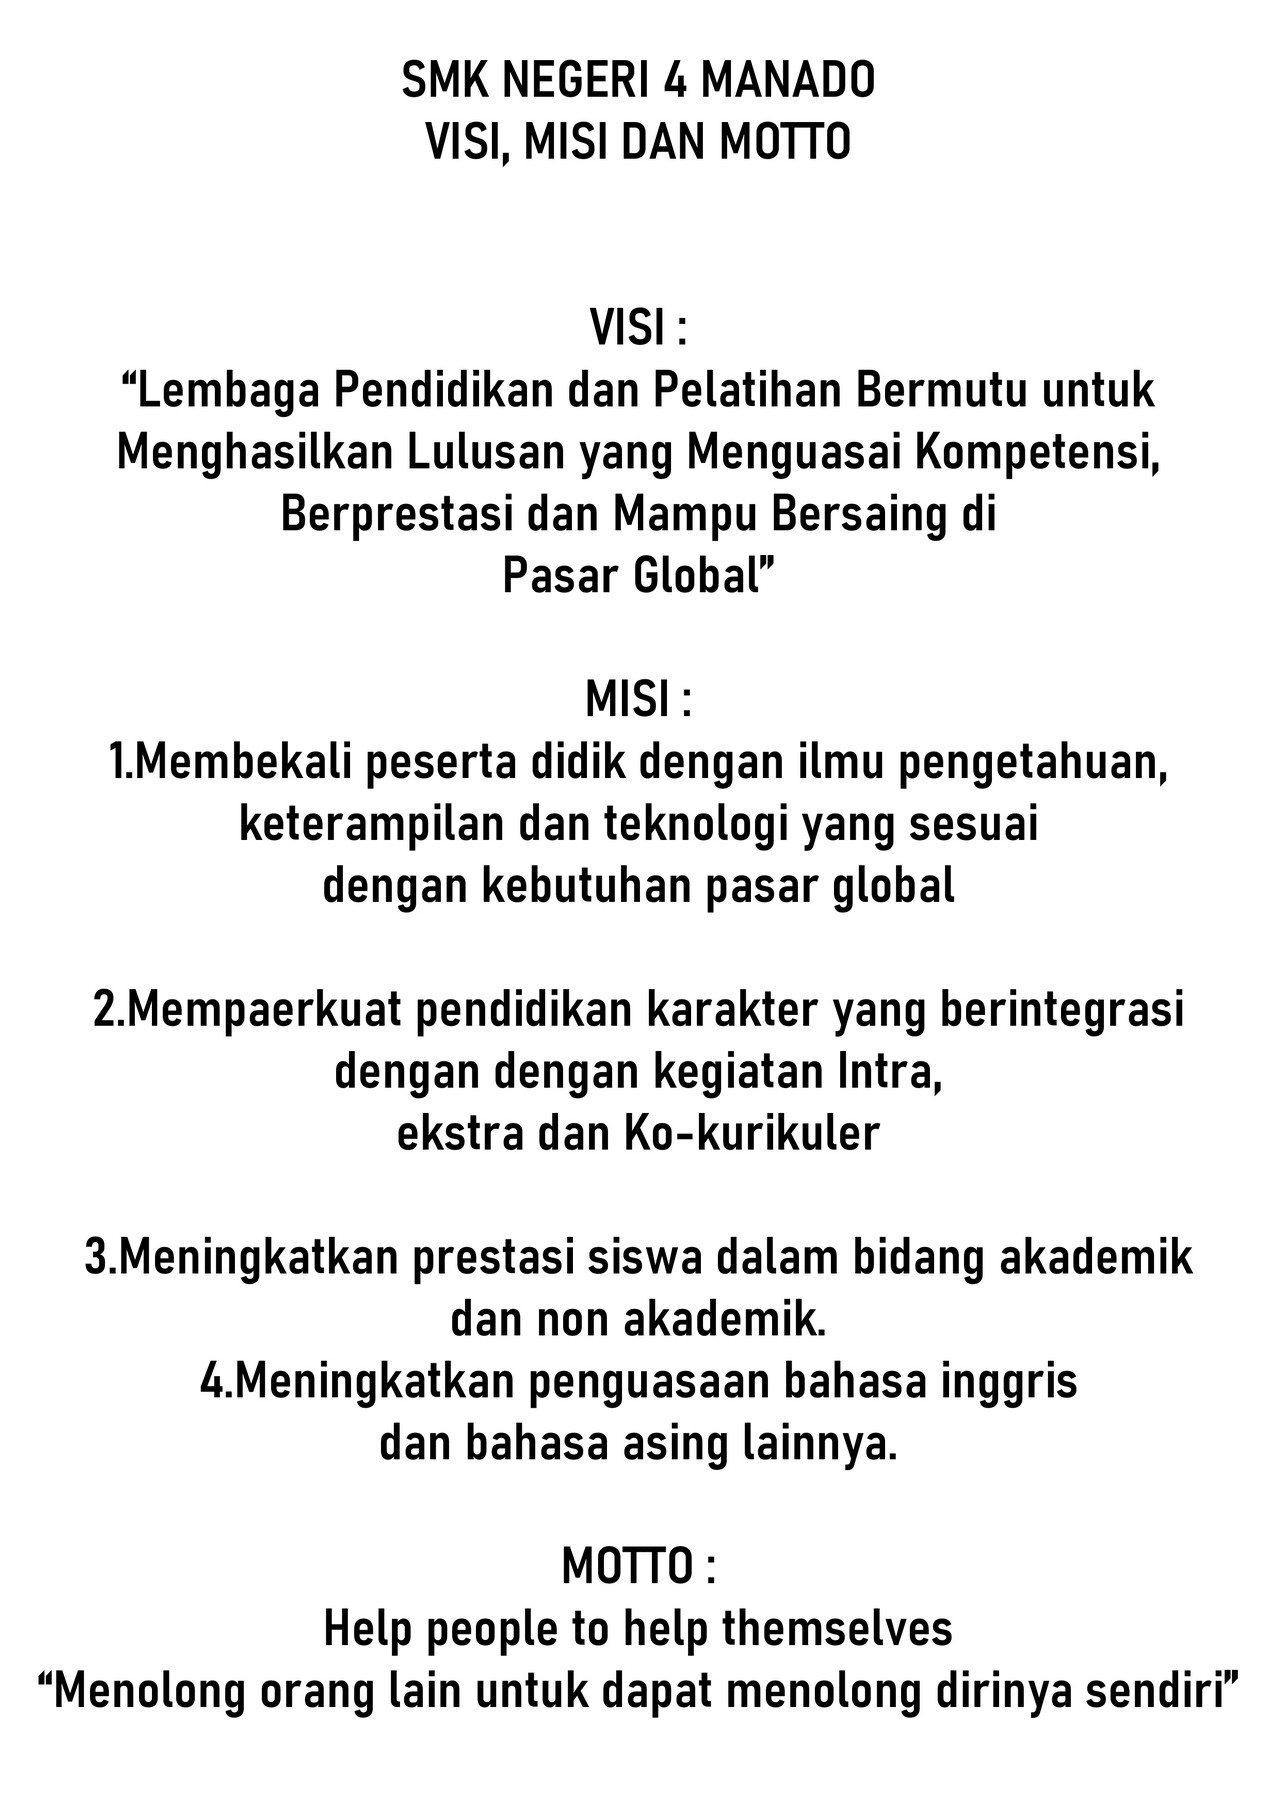 SMK NEGERI 4 MANADO
VISI, MISI DAN MOTTO
VISI :
“Lembaga Pendidikan dan Pelatihan Bermutu untuk
Menghasilkan Lulusan yang Menguasai Kompetensi,
Berprestasi dan Mampu Bersaing di
Pasar Global”
MISI :
1.Membekali peserta didik dengan ilmu pengetahuan,
keterampilan dan teknologi yang sesuai
dengan kebutuhan pasar global
2.Mempaerkuat pendidikan karakter yang berintegrasi
dengan dengan kegiatan Intra,
ekstra dan Ko-kurikuler
3.Meningkatkan prestasi siswa dalam bidang akademik
dan non akademik.
4.Meningkatkan penguasaan bahasa inggris
dan bahasa asing lainnya.
MOTTO :
Help people to help themselves
“Menolong orang lain untuk dapat menolong dirinya sendiri”